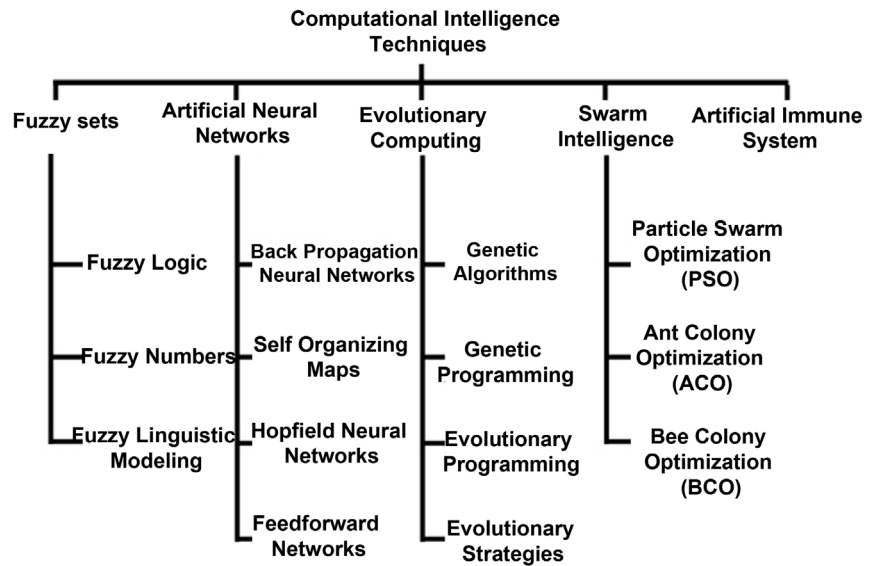 Computational Intelligence
Techniques
Fuzzy sets
Artificial Neural
Networks
Evolutionary
Computing
Swarm
Intelligence
Artificial Immune
System
Fuzzy Logic
Fuzzy Numbers
Fuzzy Linguistic
Modeling
Back Propagation
Neural Networks
Self Organizing
Maps
Hopfield Neural
Networks
Feedforward
Networks
Genetic
Algorithms
Genetic
Programming
Evolutionary
Programming
Evolutionary
Strategies
Particle Swarm
Optimization
(PSO)
Ant Colony
Optimization
(ACO)
Bee Colony
Optimization
(BCO)